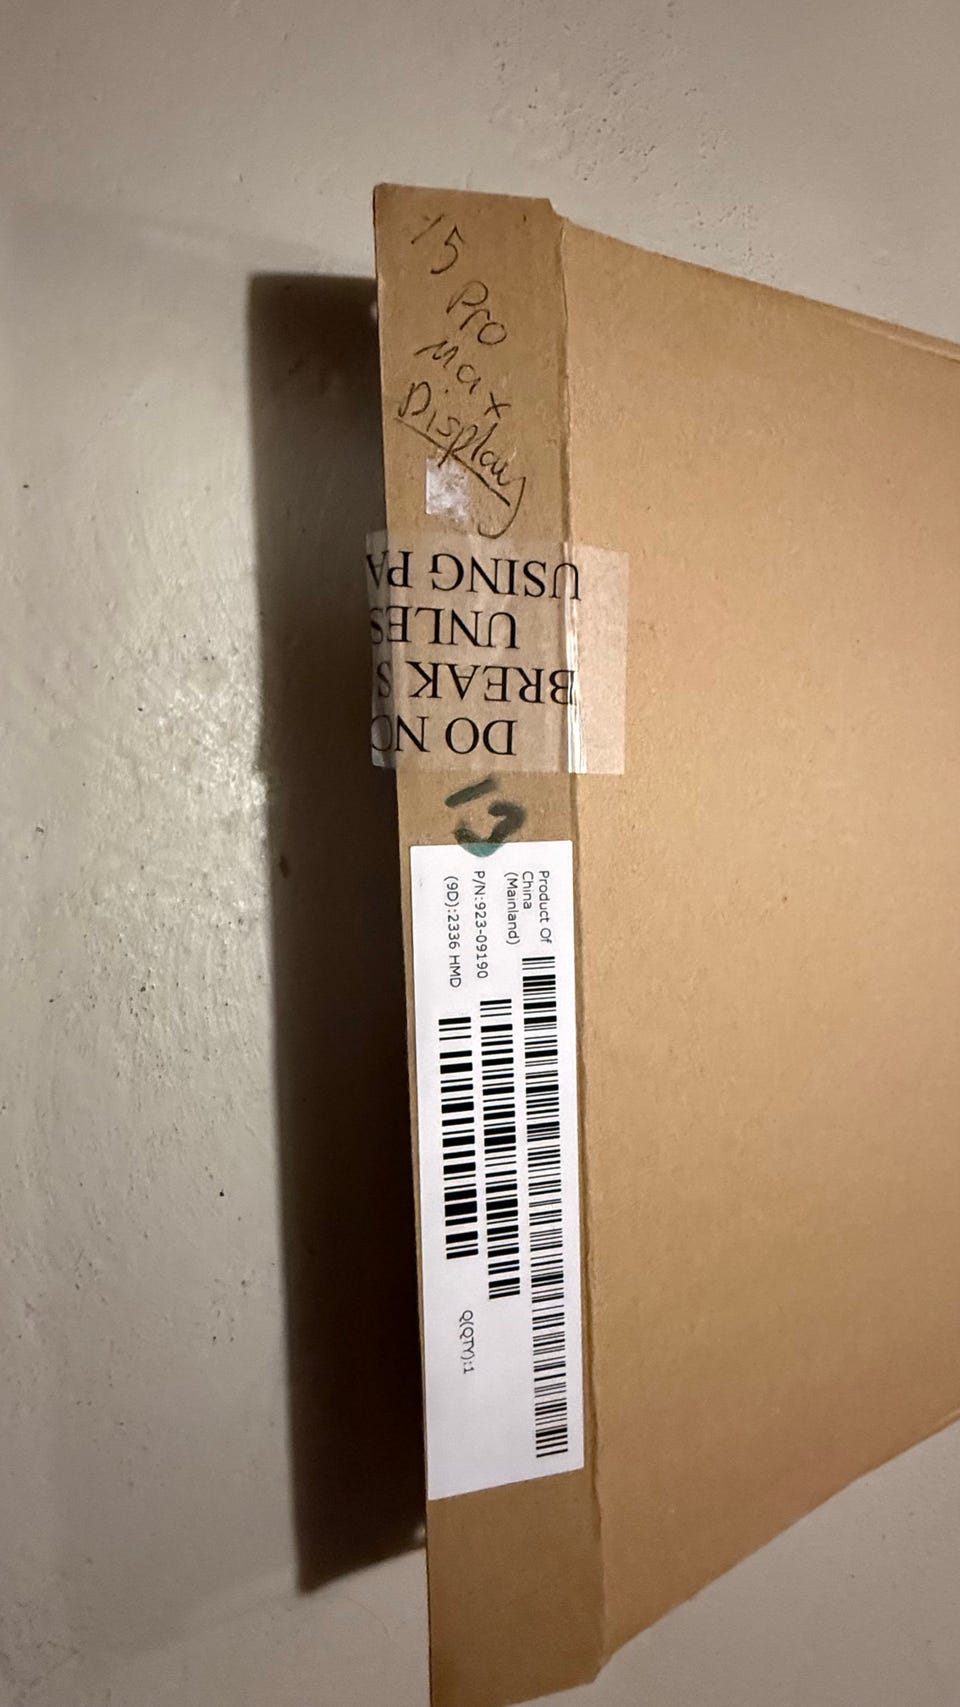 15
Pro
Max
Display
DO NO
BREAK S
UNLES
USING PA
Product Of
China
(Mainland)
P/N:923-09190
(9D):2336 HMD
Q(QTY):1